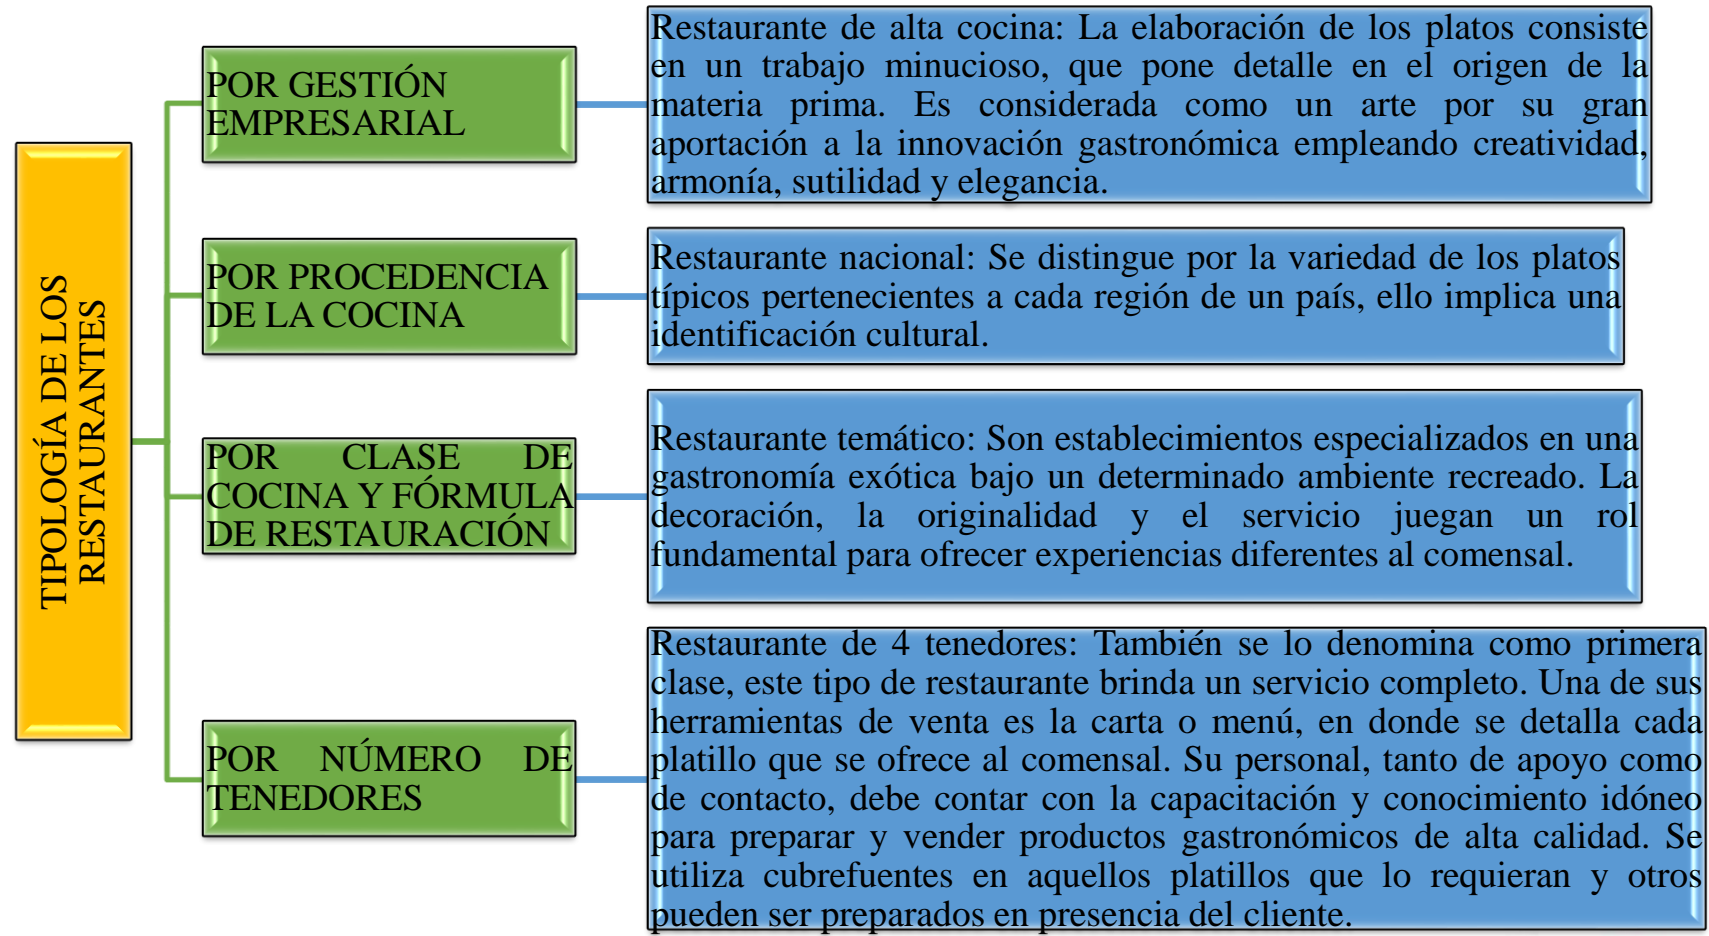 TIPOLOGÍA DE LOS
RESTAURANTES
POR GESTIÓN
EMPRESARIAL
Restaurante de alta cocina: La elaboración de los platos consiste
en un trabajo minucioso, que pone detalle en el origen de la
materia prima. Es considerada como un arte por su gran
aportación a la innovación gastronómica empleando creatividad,
armonía, sutilidad y elegancia.
POR PROCEDENCIA
DE LA COCINA
Restaurante nacional: Se distingue por la variedad de los platos
típicos pertenecientes a cada región de un país, ello implica una
identificación cultural.
POR CLASE DE
COCINA Y FÓRMULA
DE RESTAURACIÓN
Restaurante temático: Son establecimientos especializados en una
gastronomía exótica bajo un determinado ambiente recreado. La
decoración, la originalidad y el servicio juegan un rol
fundamental para ofrecer experiencias diferentes al comensal.
POR NÚMERO DE
TENEDORES
Restaurante de 4 tenedores: También se lo denomina como primera
clase, este tipo de restaurante brinda un servicio completo. Una de sus
herramientas de venta es la carta o menú, en donde se detalla cada
platillo que se ofrece al comensal. Su personal, tanto de apoyo como
de contacto, debe contar con la capacitación y conocimiento idóneo
para preparar y vender productos gastronómicos de alta calidad. Se
utiliza cubrefuentes en aquellos platillos que lo requieran y otros
pueden ser preparados en presencia del cliente.